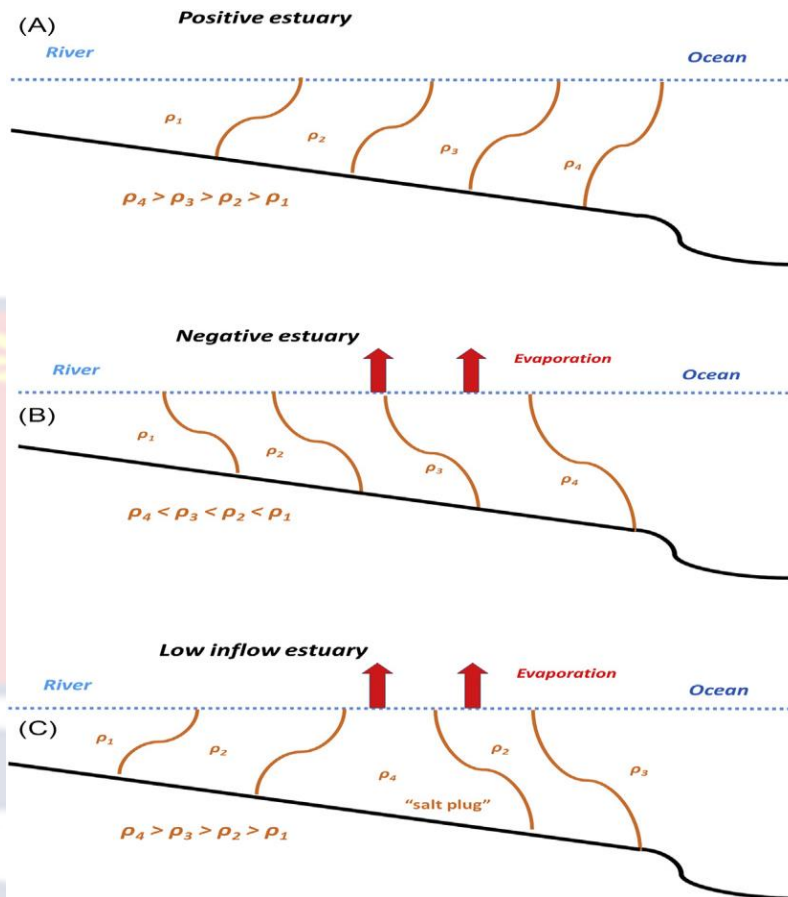 (A)
Positive estuary
River
Ocean
ρ1
ρ2
ρ3
ρ4
ρ4 > ρ3 > ρ2 > ρ1
Negative estuary
Evaporation
River
Ocean
(B)
ρ1
ρ2
ρ3
ρ4
ρ4 < ρ3 < ρ2 < ρ1
Low inflow estuary
Evaporation
River
Ocean
(C)
ρ1
ρ2
ρ4
ρ2
ρ3
"salt plug"
ρ4 > ρ3 > ρ2 > ρ1